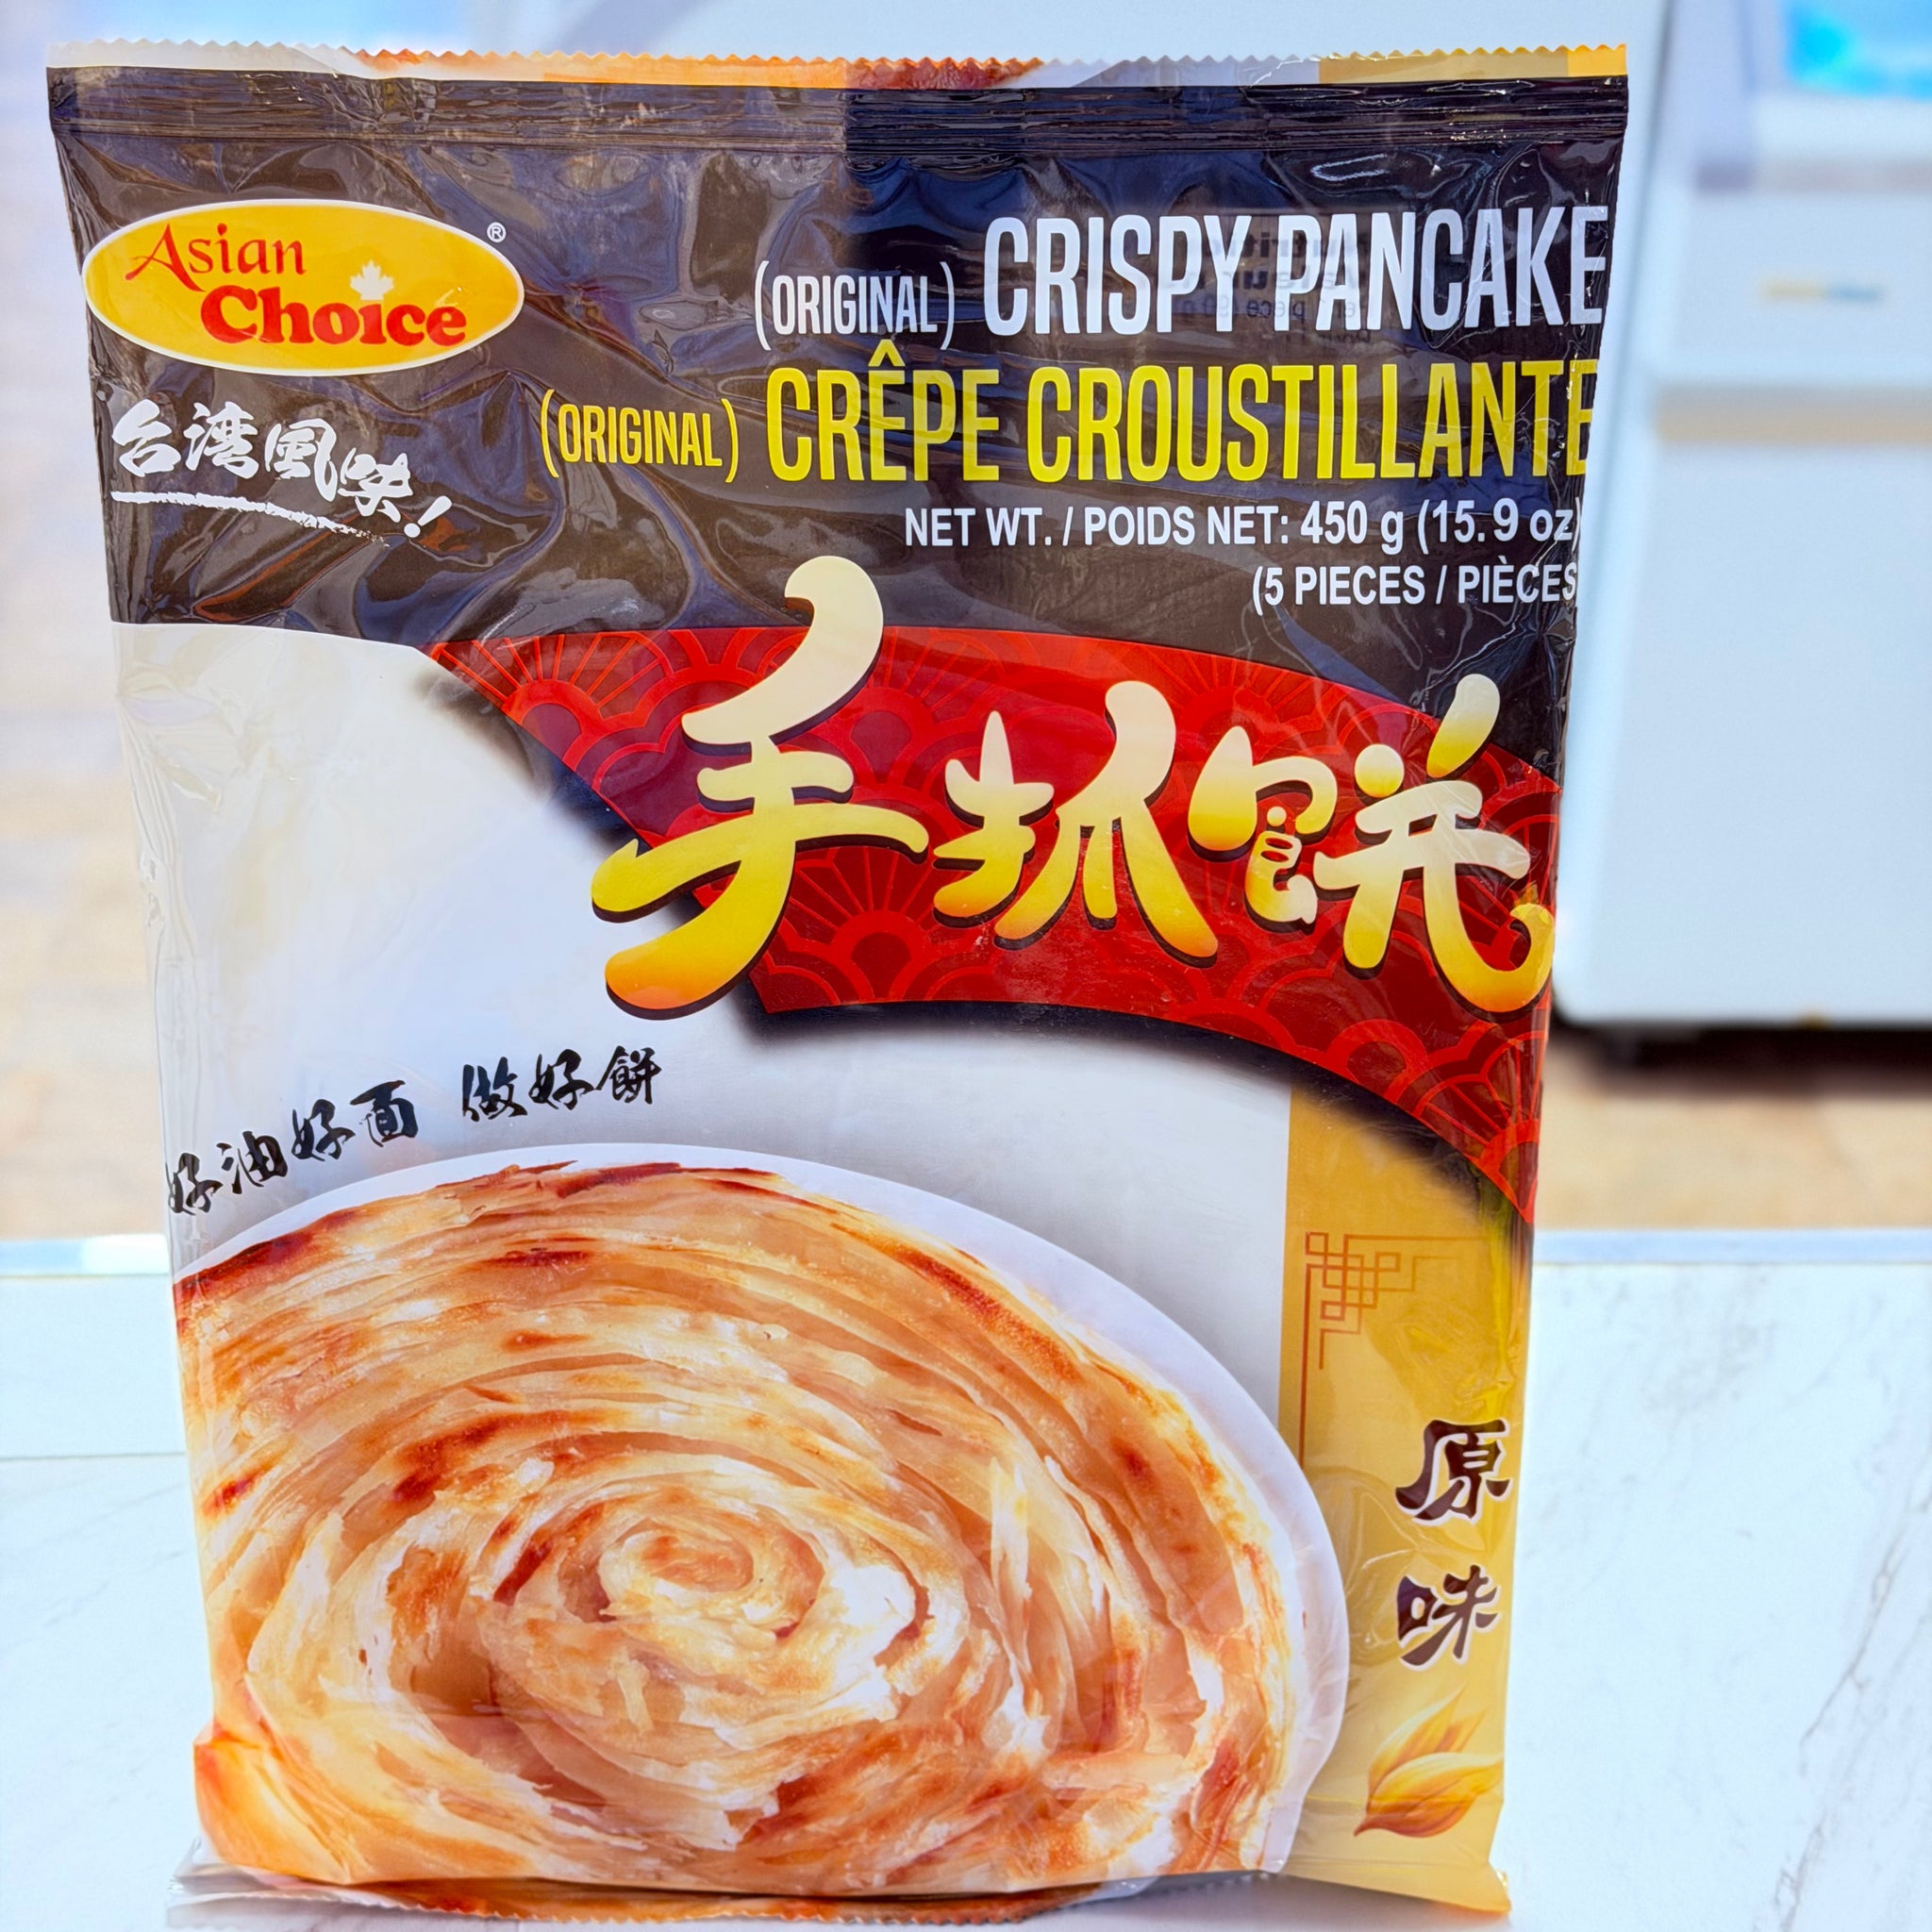 Asian
Choice®
(ORIGINAL) CRISPY PANCAKE
(ORIGINAL) CRÊPE CROUSTILLANTE
台湾風味!
NET WT. / POIDS NET: 450 g (15.9 oz)
(5 PIECES / PIÈCES
手抓餅
好油好面 做好餅
原
味